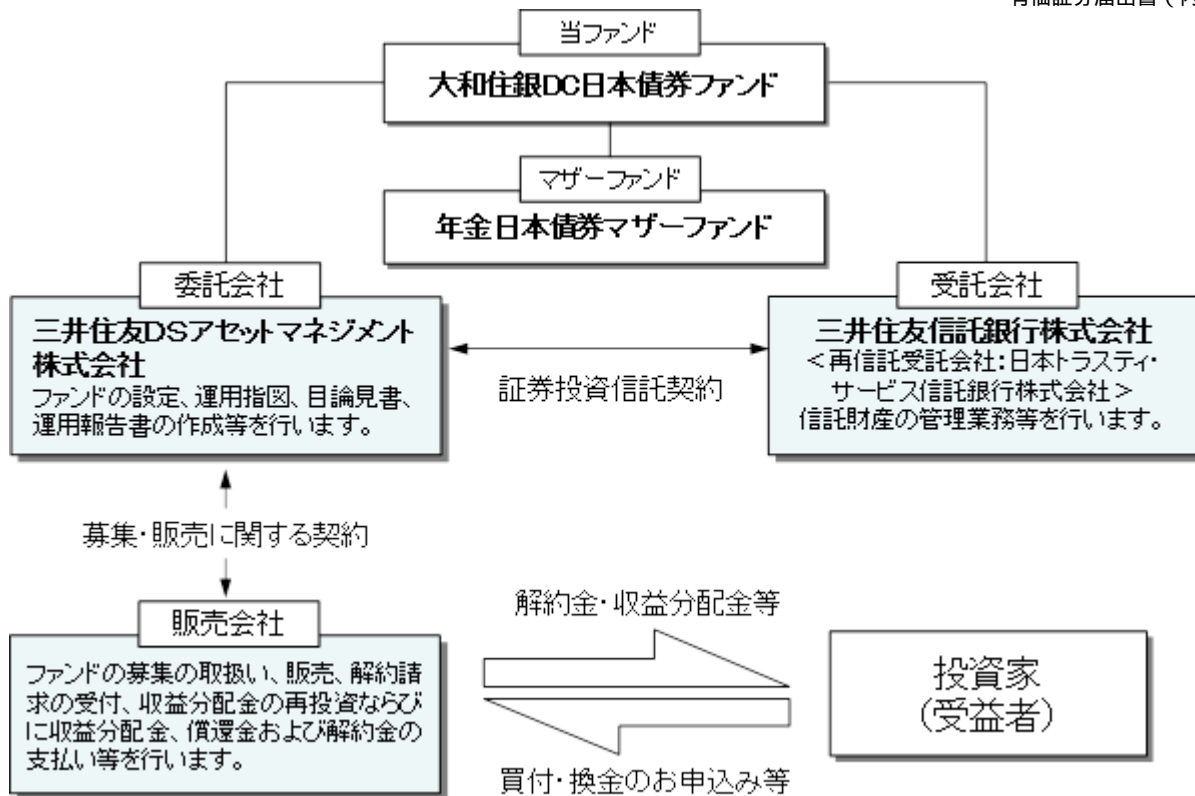 有価証券届出書（内
当ファンド
大和住銀DC日本債券ファンド
マザーファンド
年金日本債券マザーファンド
委託会社
三井住友DSアセットマネジメント
株式会社
ファンドの設定、運用指図、目論見書、
運用報告書の作成等を行います。
証券投資信託契約
受託会社
三井住友信託銀行株式会社
＜再信託受託会社:日本トラスティ・
サービス信託銀行株式会社＞
信託財産の管理業務等を行います。
募集・販売に関する契約
販売会社
ファンドの募集の取扱い、販売、解約請
求の受付、収益分配金の再投資ならび
に収益分配金、償還金および解約金の
支払い等を行います。
解約金・収益分配金等
買付・換金のお申込み等
投資家
(受益者)